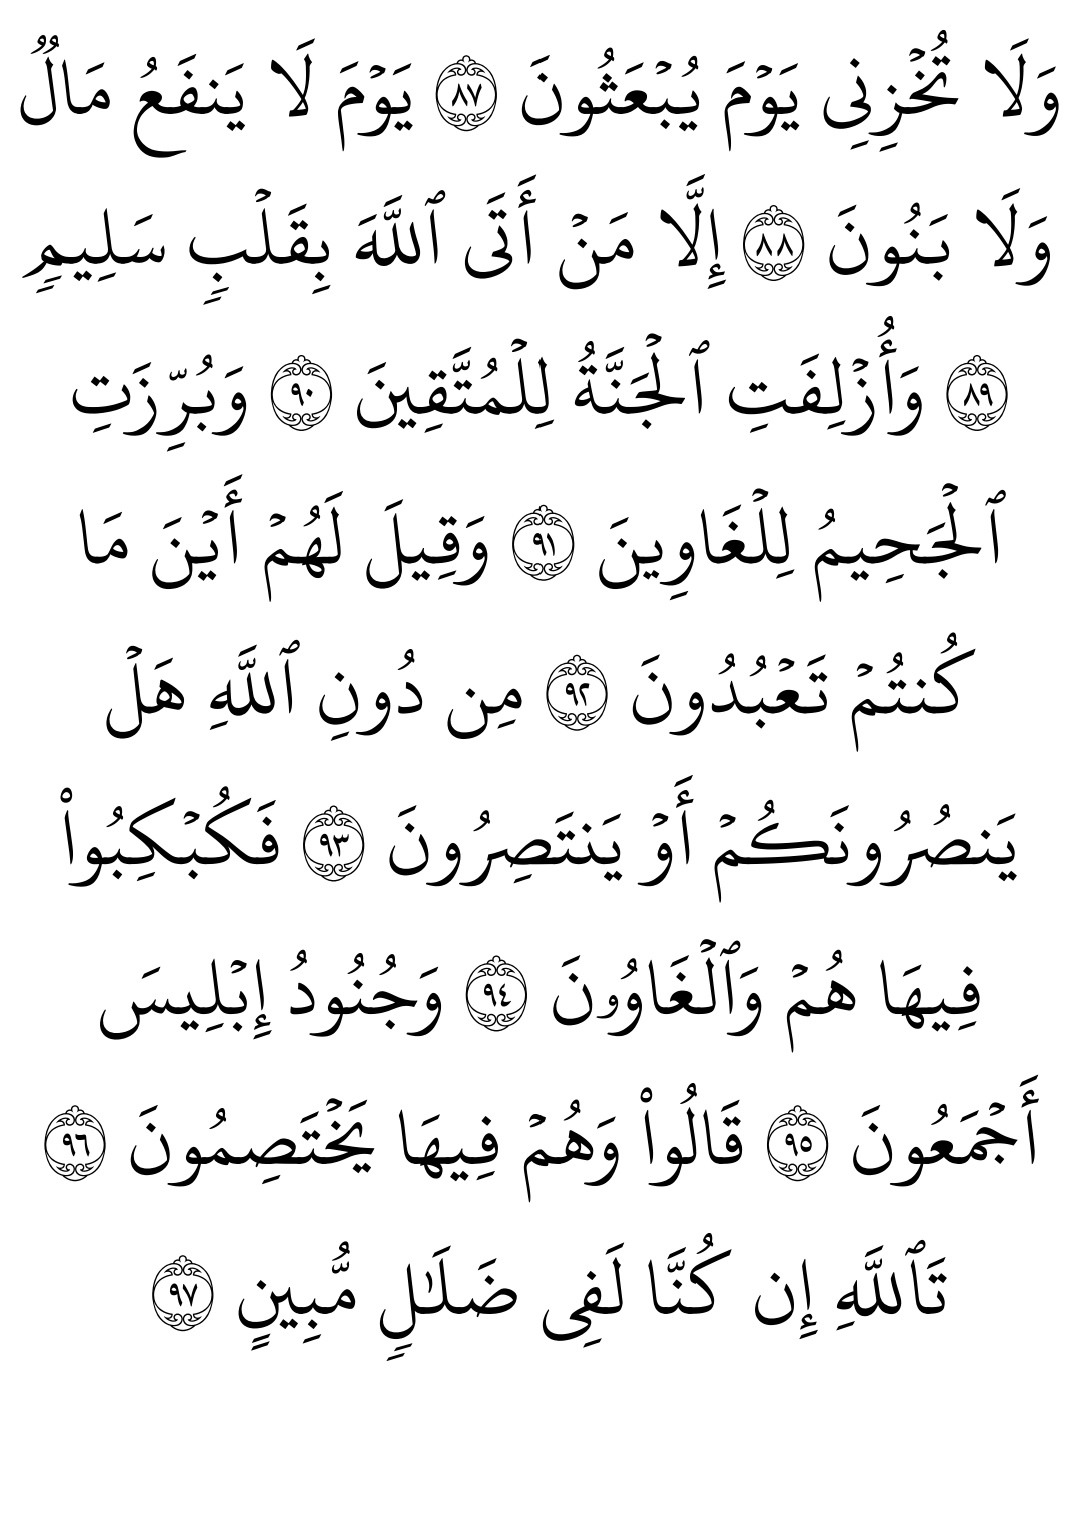 وَلَا تُخْزِنِى يَوْمَ يُبْعَثُونَ ٨٧ يَوْمَ لَا يَنفَعُ مَالٌ
وَلَا بَنُونَ ٨٨ إِلَّا مَنْ أَتَى ٱللَّهَ بِقَلْبٍ سَلِيمٍ
٨٩ وَأُزْلِفَتِ ٱلْجَنَّةُ لِلْمُتَّقِينَ ٩٠ وَبُرِّزَتِ
ٱلْجَحِيمُ لِلْغَاوِينَ ٩١ وَقِيلَ لَهُمْ أَيْنَ مَا
كُنتُمْ تَعْبُدُونَ ٩٢ مِن دُونِ ٱللَّهِ هَلْ
يَنصُرُونَكُمْ أَوْ يَنتَصِرُونَ ٩٣ فَكُبْكِبُوا۟
فِيهَا هُمْ وَٱلْغَاوُۥنَ ٩٤ وَجُنُودُ إِبْلِيسَ
أَجْمَعُونَ ٩٥ قَالُوا۟ وَهُمْ فِيهَا يَخْتَصِمُونَ ٩٦
تَٱللَّهِ إِن كُنَّا لَفِى ضَلَـٰلٍ مُّبِينٍ ٩٧